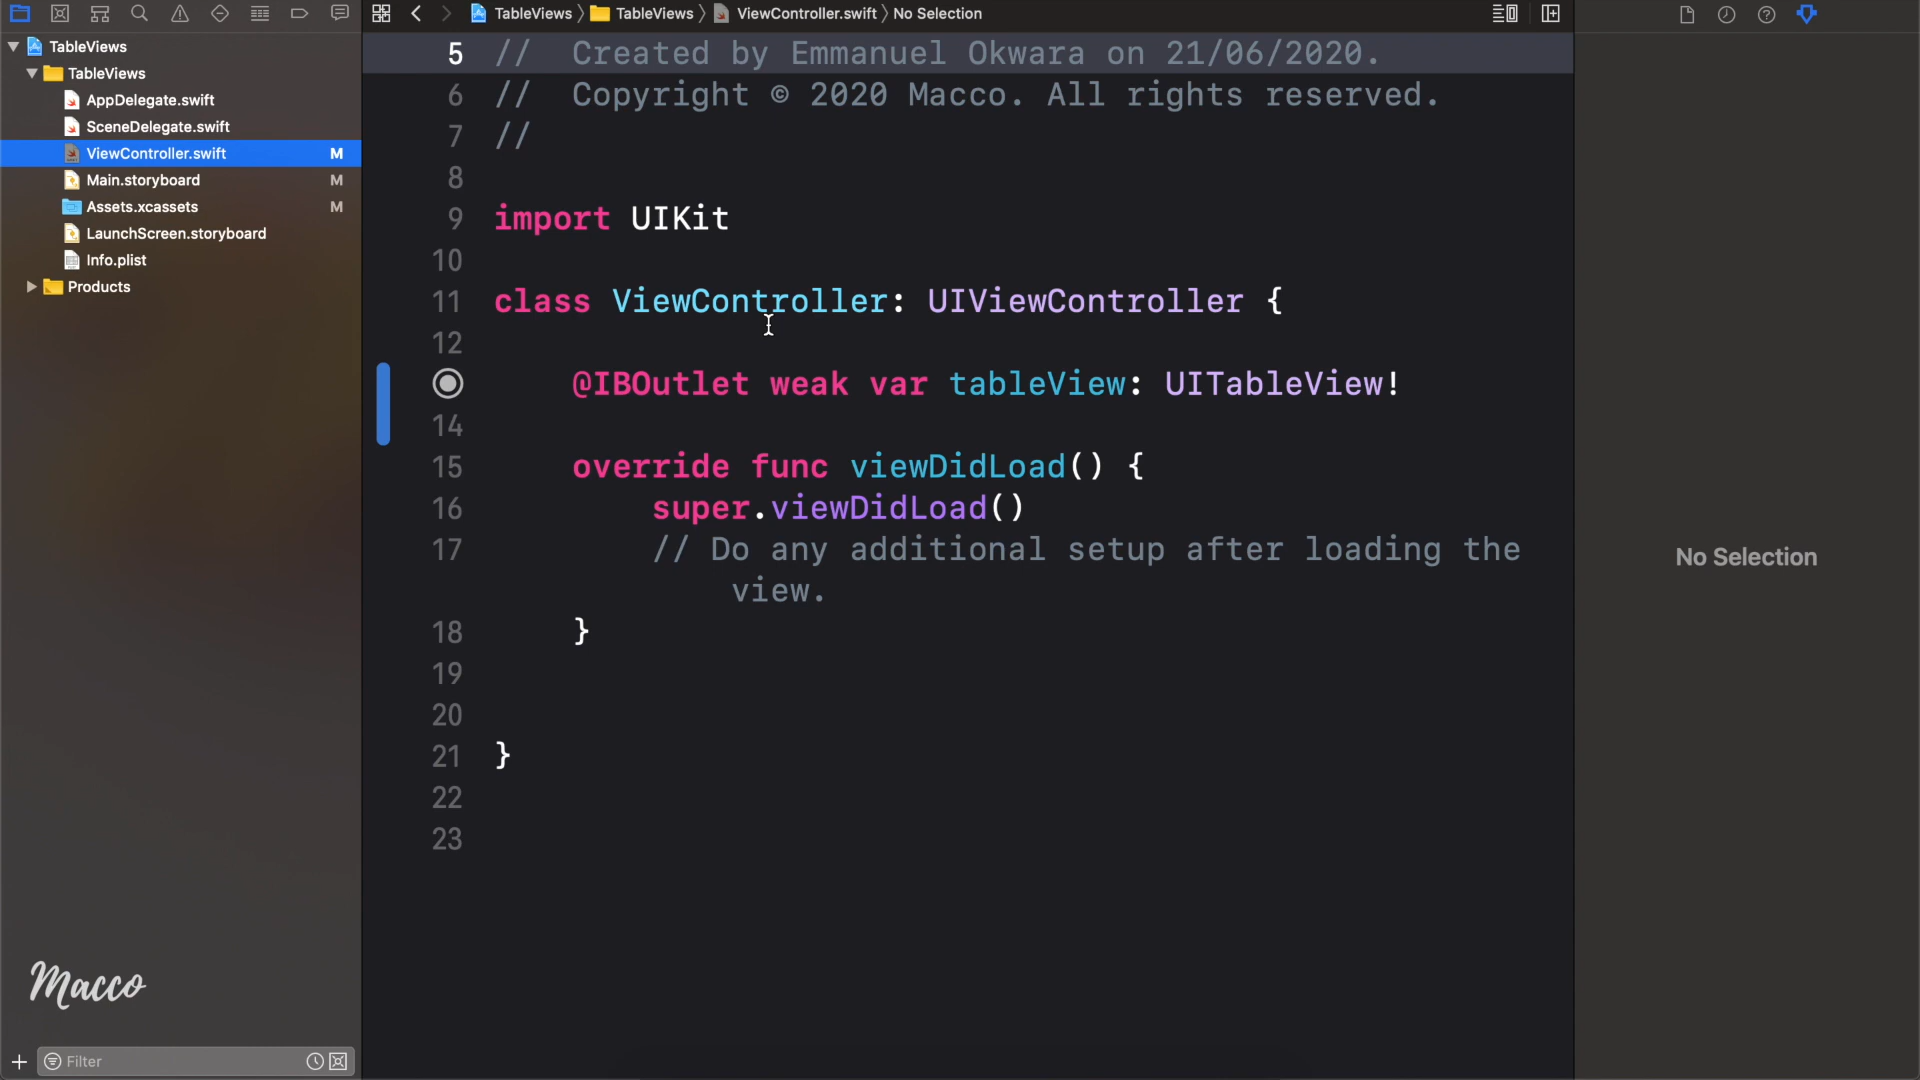 TableViews
TableViews
AppDelegate.swift
SceneDelegate.swift
ViewController.swift M
Main.storyboard M
Assets.xcassets M
LaunchScreen.storyboard
Info.plist
Products
Macco
Filter
TableViews 〉 TableViews 〉 ViewController.swift 〉 No Selection
5 //  Created by Emmanuel Okwara on 21/06/2020.
6 //  Copyright © 2020 Macco. All rights reserved.
7 //
8
9 import UIKit
10
11 class ViewController: UIViewController {
12
@IBOutlet weak var tableView: UITableView!
14
15 override func viewDidLoad() {
16 super.viewDidLoad()
17 // Do any additional setup after loading the
view.
18 }
19
20
21 }
22
23
No Selection